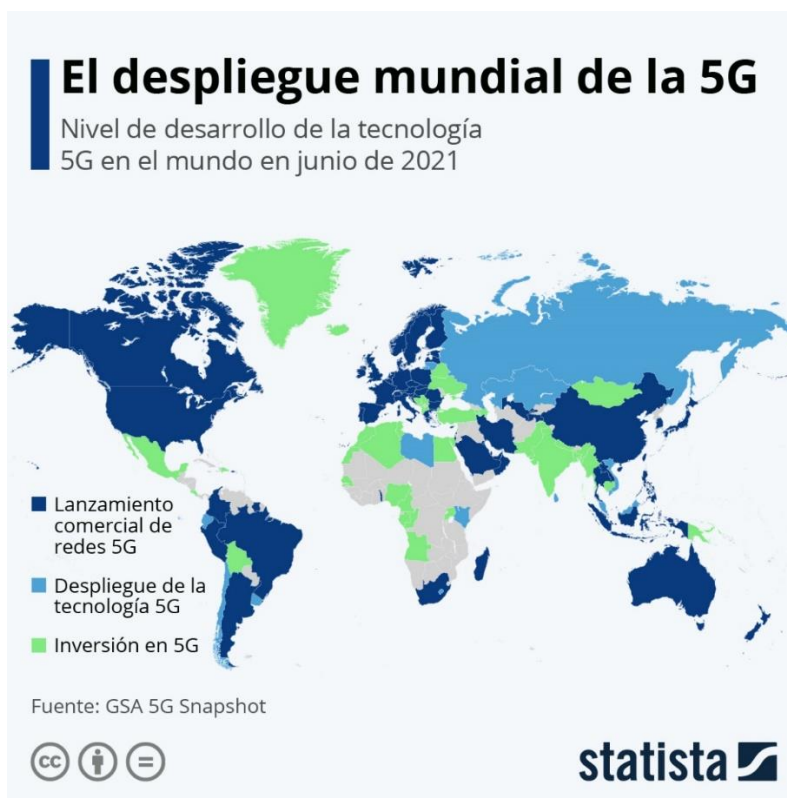 El despliegue mundial de la 5G
Nivel de desarrollo de la tecnología
5G en el mundo en junio de 2021
Lanzamiento
comercial de
redes 5G
Despliegue de la
tecnología 5G
Inversión en 5G
Fuente: GSA 5G Snapshot
cc
statista